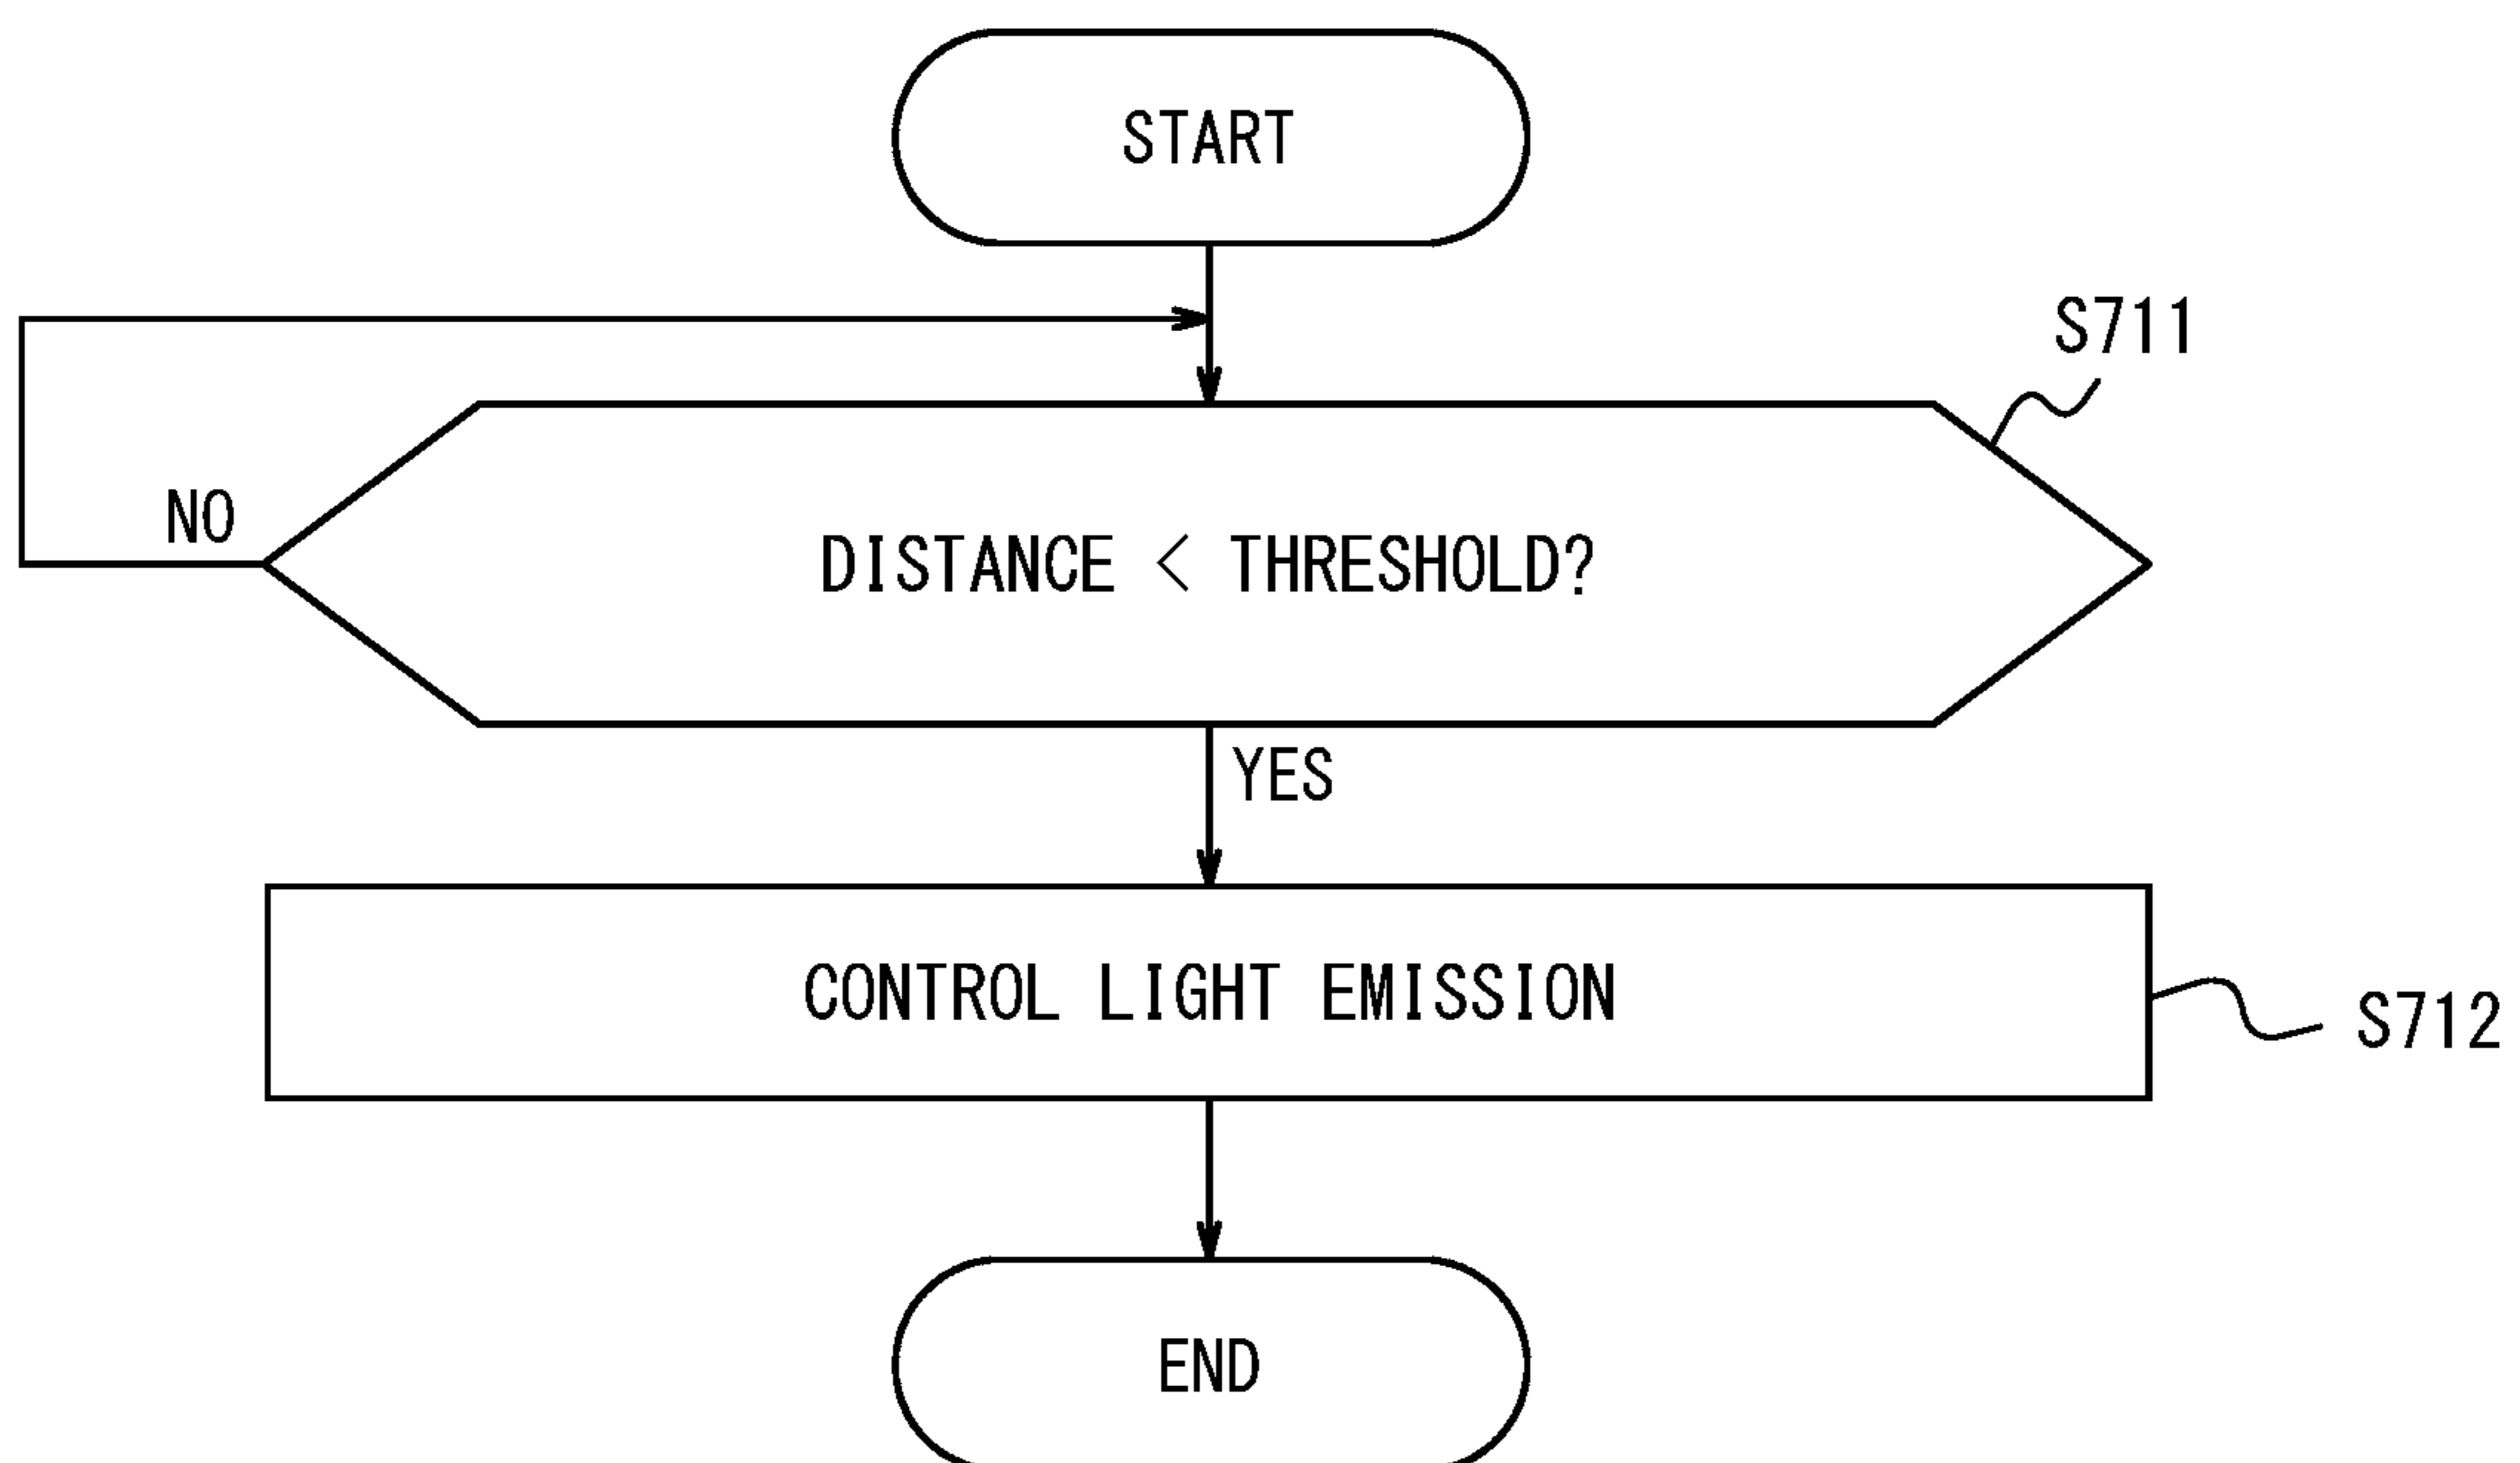 START
S711
NO
DISTANCE < THRESHOLD?
YES
CONTROL LIGHT EMISSION
S712
END